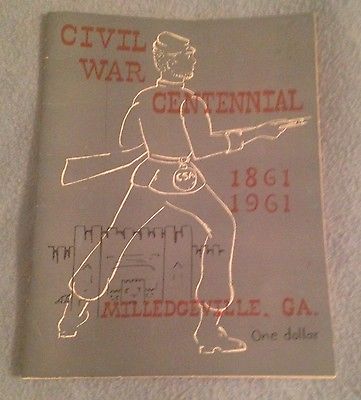 CIVIL
WAR
CENTENNIAL
CSA
1861
1961
MILLEDGEVILLE, GA.
One dollar